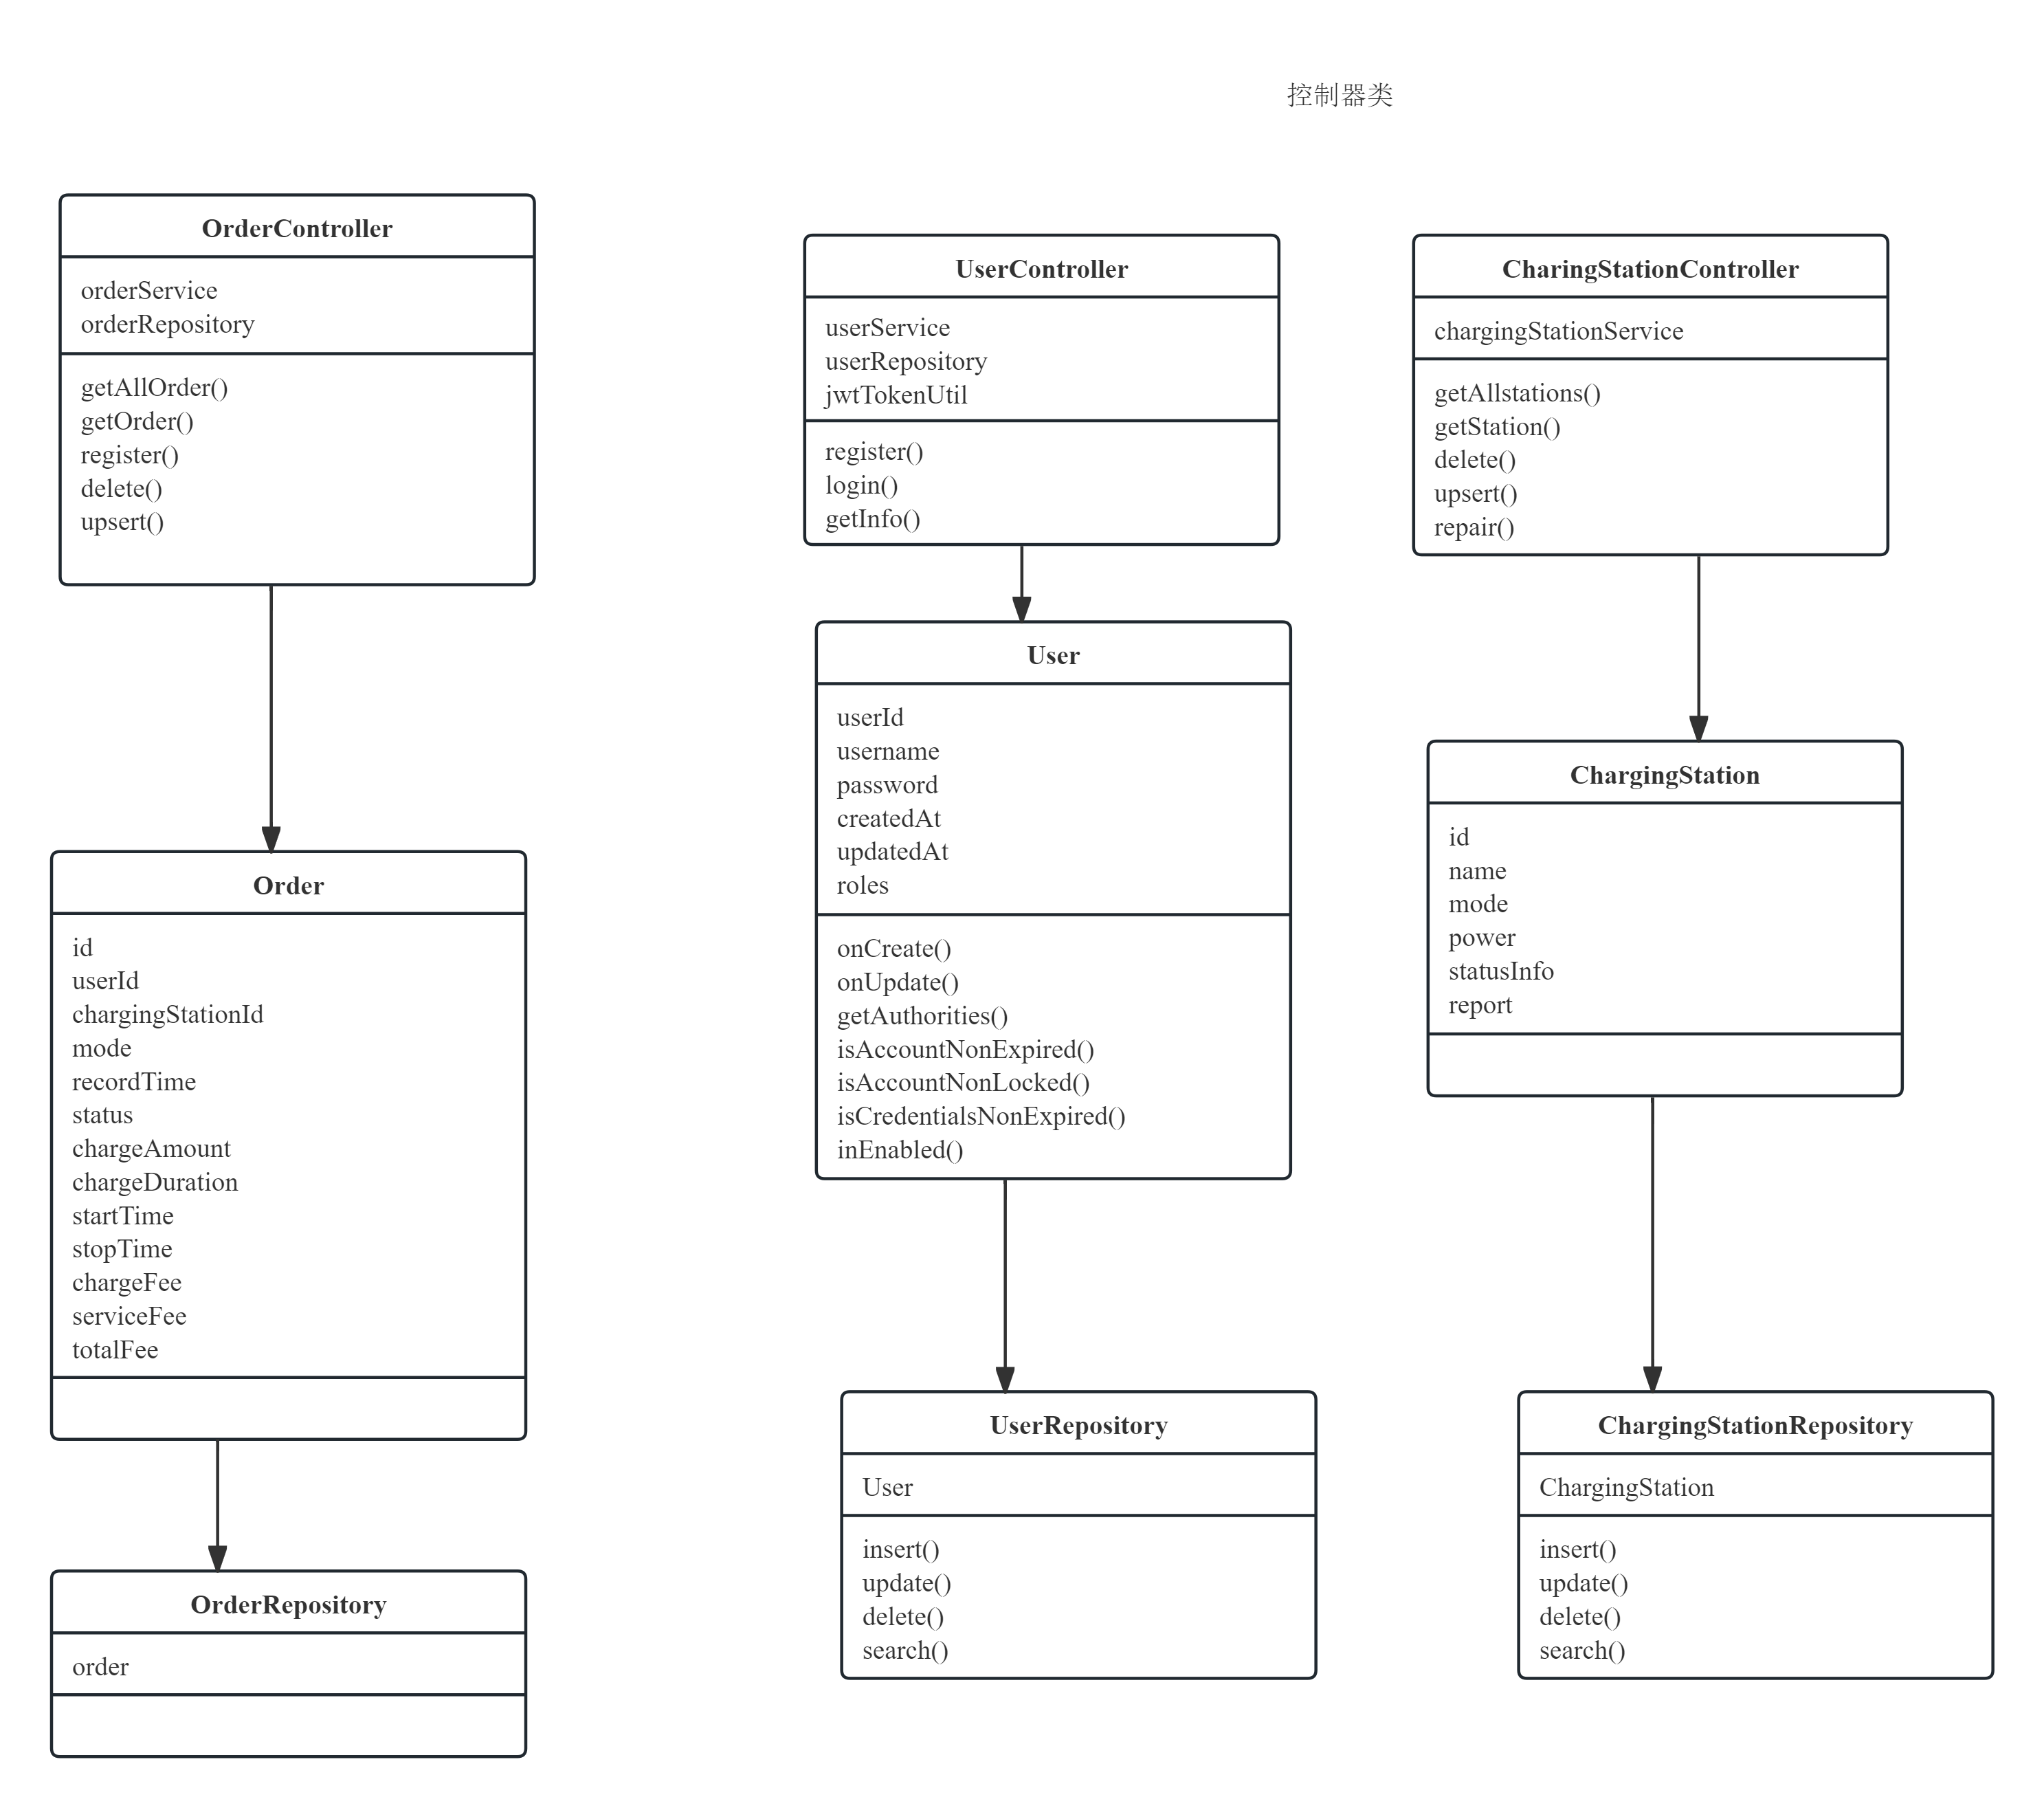 控制器类
OrderController
orderService
orderRepository
getAllOrder()
getOrder()
register()
delete()
upsert()
Order
id
userId
chargingStationId
mode
recordTime
status
chargeAmount
chargeDuration
startTime
stopTime
chargeFee
serviceFee
totalFee
OrderRepository
order
UserController
userService
userRepository
jwtTokenUtil
register()
login()
getInfo()
User
userId
username
password
createdAt
updatedAt
roles
onCreate()
onUpdate()
getAuthorities()
isAccountNonExpired()
isAccountNonLocked()
isCredentialsNonExpired()
inEnabled()
UserRepository
User
insert()
update()
delete()
search()
CharingStationController
chargingStationService
getAllstations()
getStation()
delete()
upsert()
repair()
ChargingStation
id
name
mode
power
statusInfo
report
ChargingStationRepository
ChargingStation
insert()
update()
delete()
search()